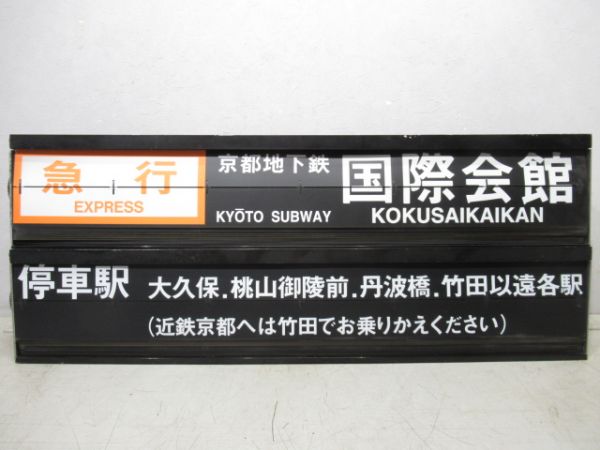 急行
EXPRESS
京都地下鉄
KYŌTO SUBWAY
国際会館
KOKUSAIKAIKAN
停車駅 大久保.桃山御陵前.丹波橋.竹田以遠各駅
(近鉄京都へは竹田でお乗りかえください)